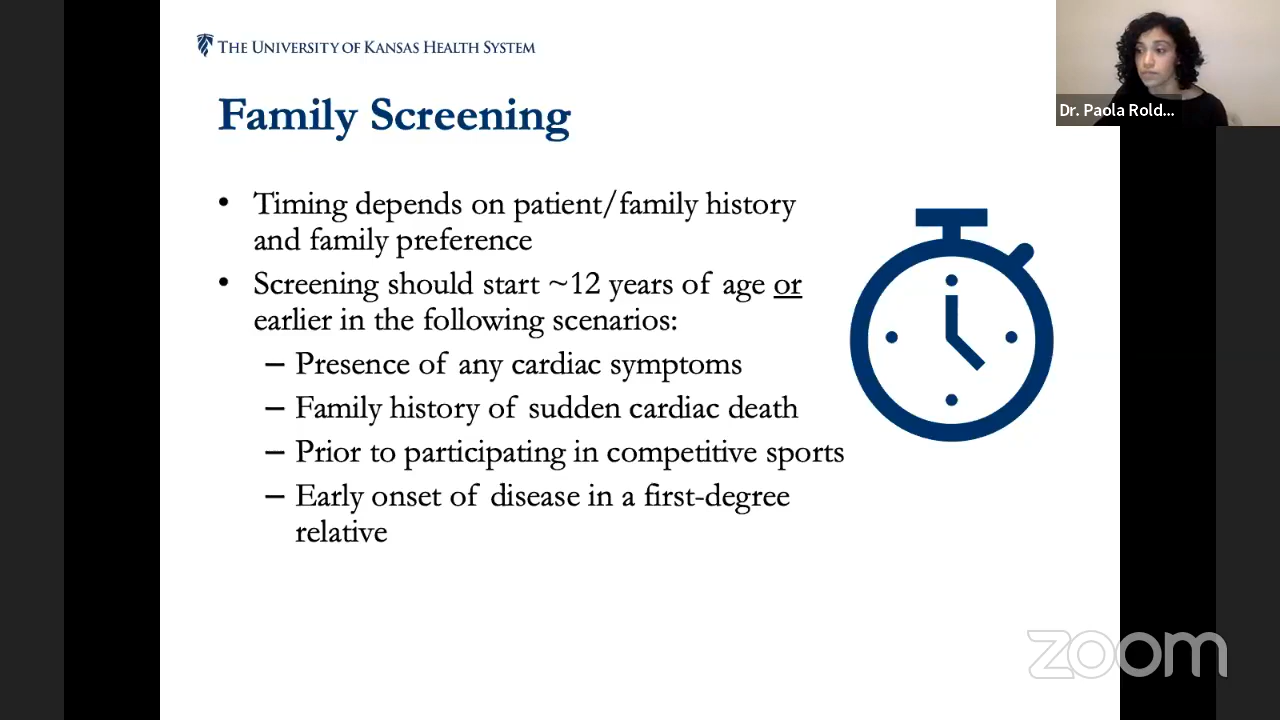 THE UNIVERSITY OF KANSAS HEALTH SYSTEM
Dr. Paola Rold...
Family Screening
• Timing depends on patient/family history
and family preference
• Screening should start ~12 years of age or
earlier in the following scenarios:
– Presence of any cardiac symptoms
– Family history of sudden cardiac death
– Prior to participating in competitive sports
– Early onset of disease in a first-degree
relative
zoom